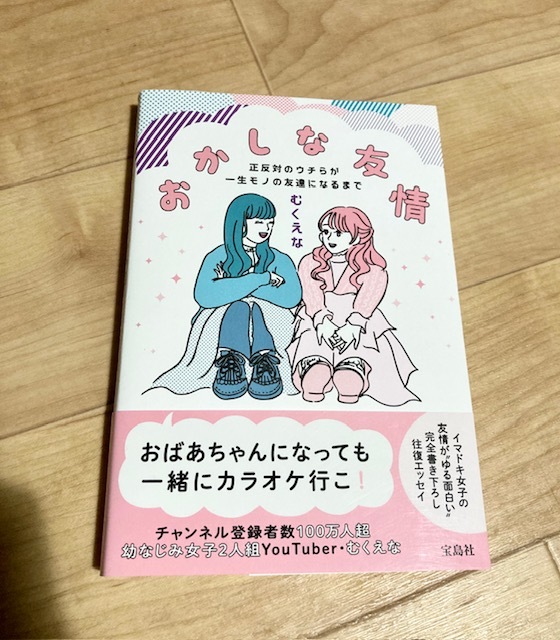 おかしな友情
正反対のウチらが
一生モノの友達になるまで
むくえな
おばあちゃんになっても
一緒にカラオケ行こ！
イマドキ女子の
友情が"ゆる面白い"
完全書き下ろし
往復エッセイ
チャンネル登録者数100万人超
幼なじみ女子2人組YouTuber・むくえな
宝島社